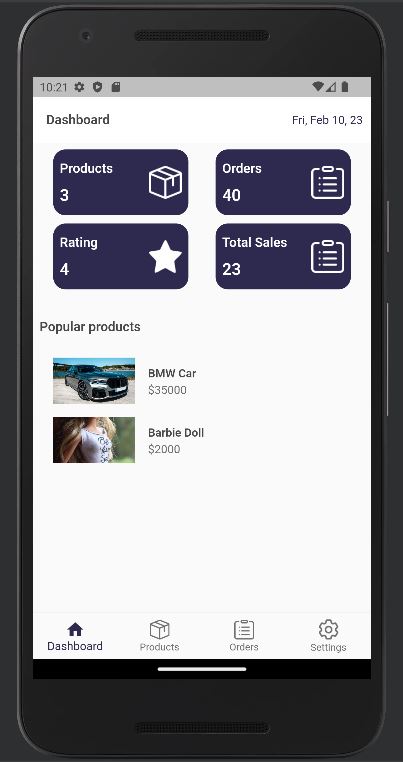 10:21
Dashboard
Fri, Feb 10, 23
Products
3
Orders
40
Rating
4
Total Sales
23
Popular products
BMW Car
$35000
Barbie Doll
$2000
Dashboard
Products
Orders
Settings